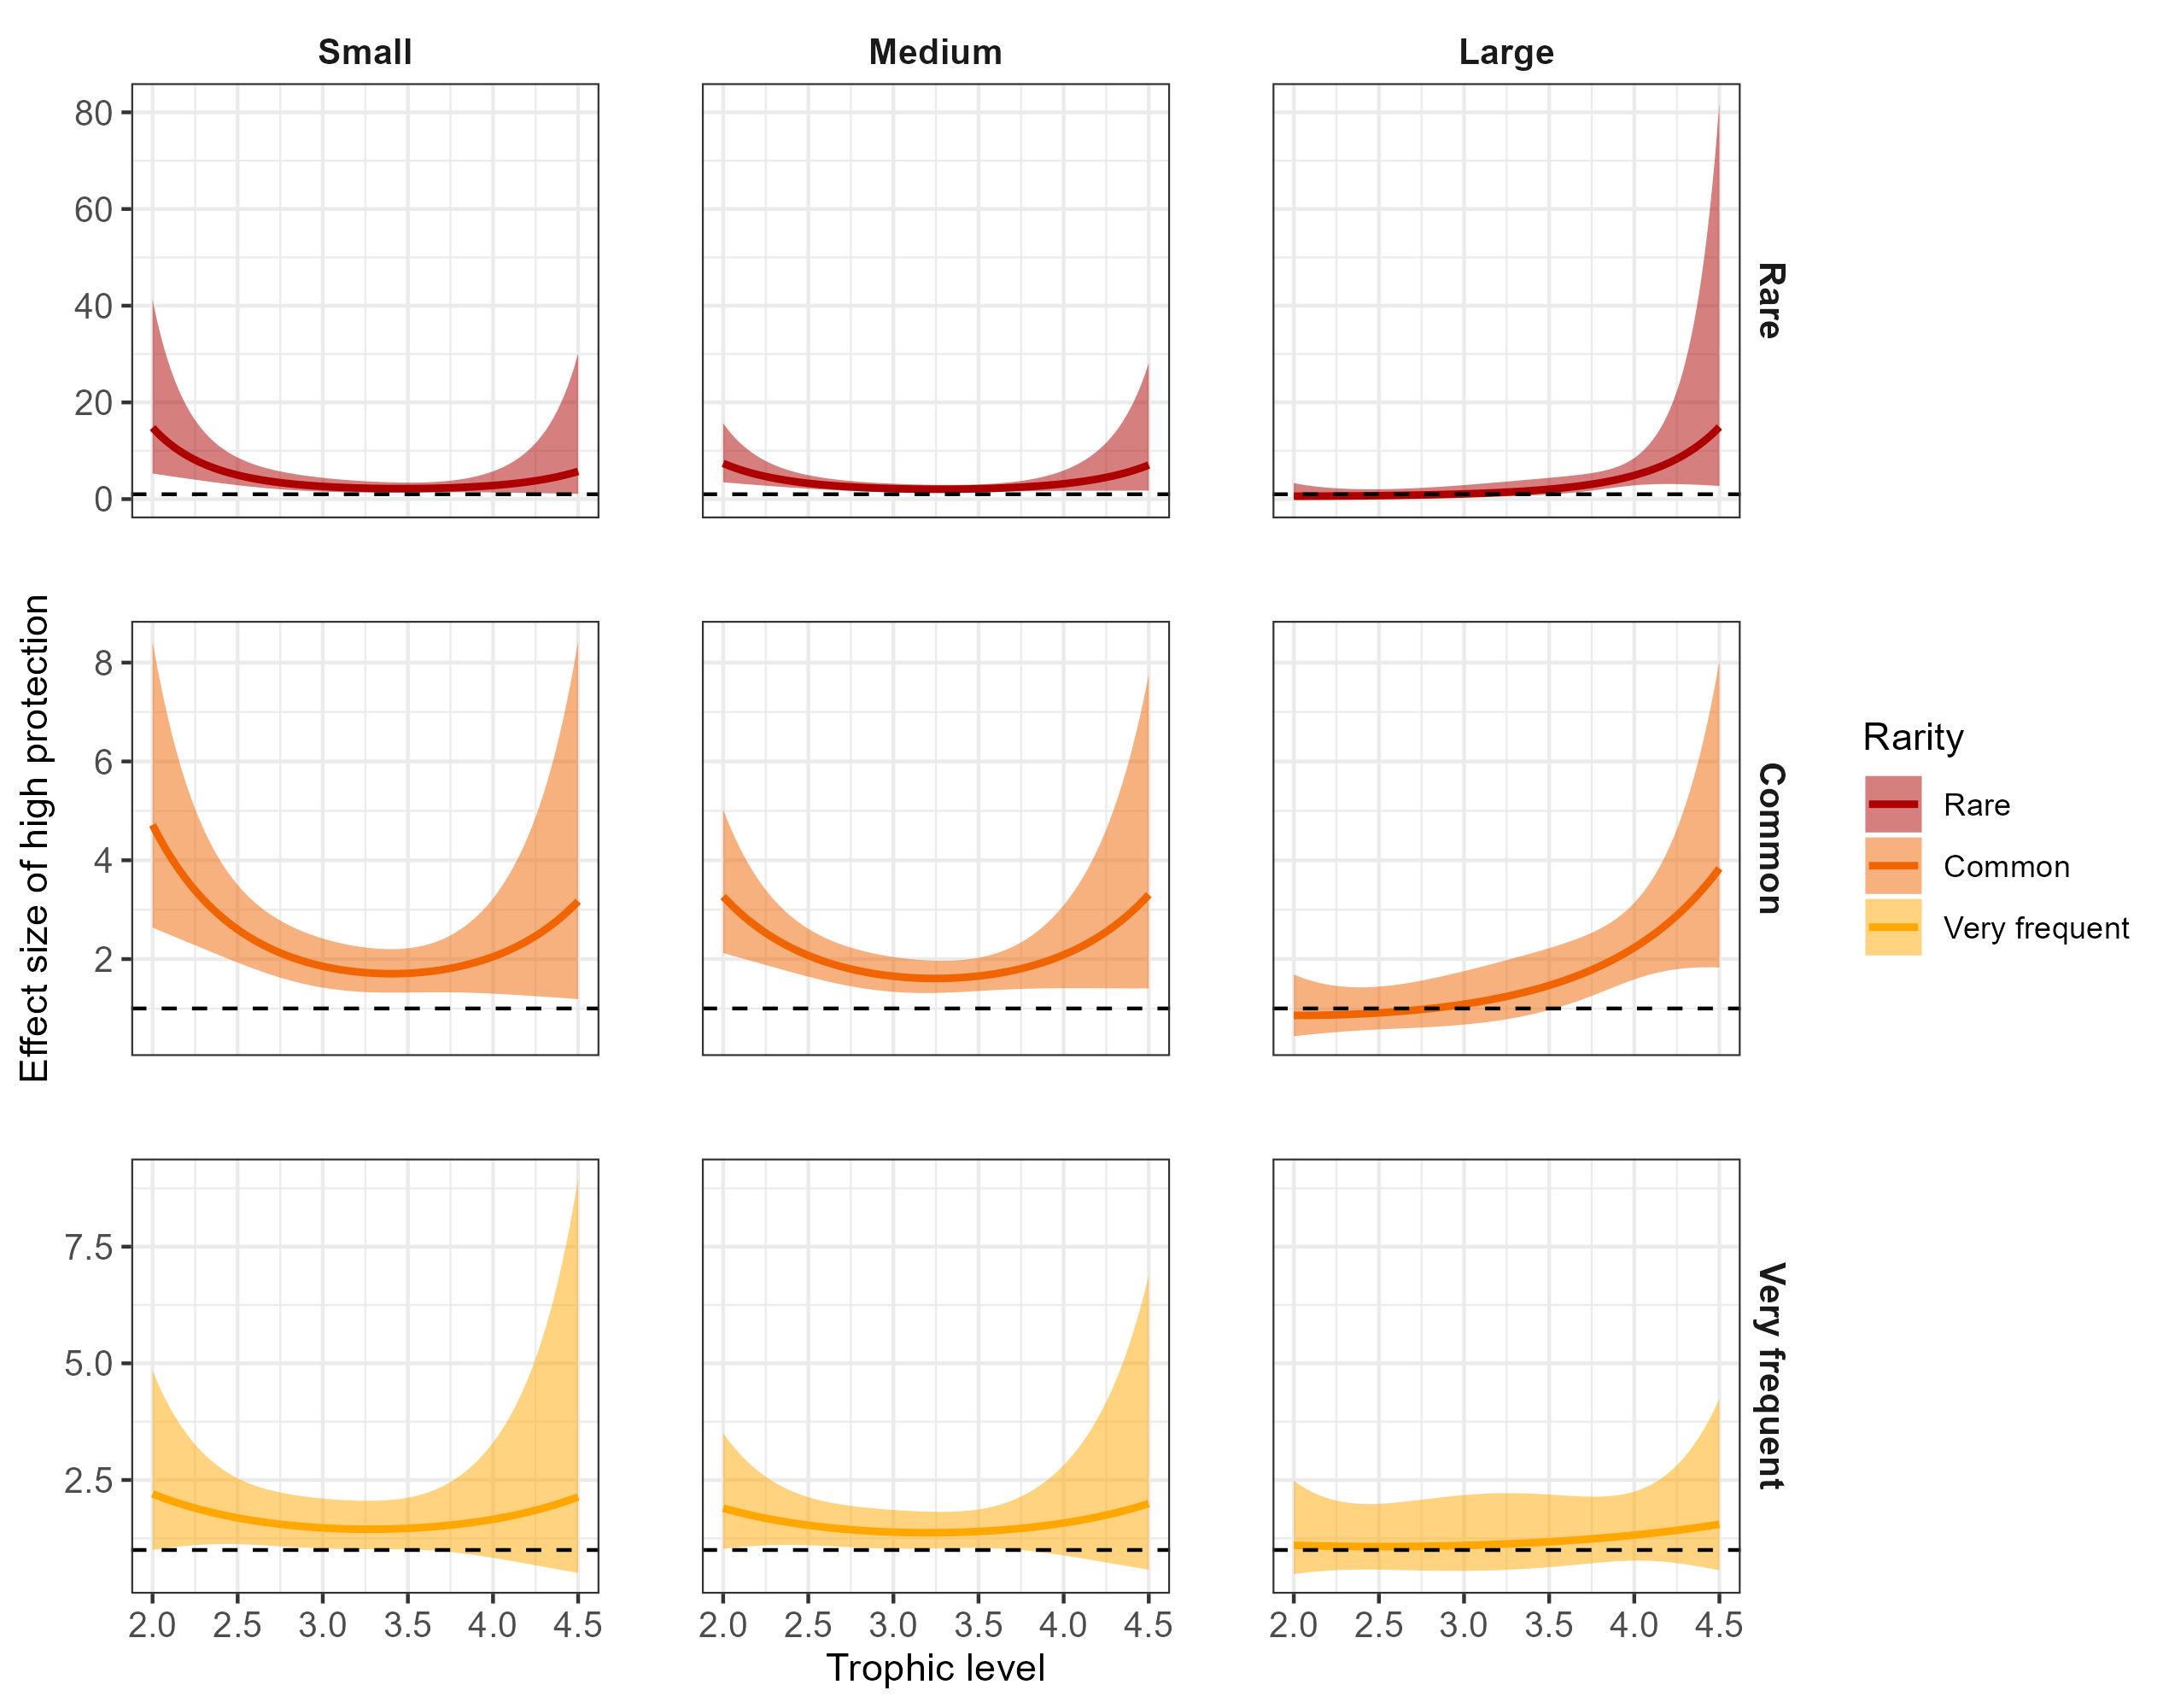 Small Medium Large
80
60
40
20
0
Rare
Effect size of high protection
8
6
4
2
Common
7.5
5.0
2.5
Very frequent
2.0 2.5 3.0 3.5 4.0 4.5 2.0 2.5 3.0 3.5 4.0 4.5 2.0 2.5 3.0 3.5 4.0 4.5
Trophic level
Rarity
Rare
Common
Very frequent